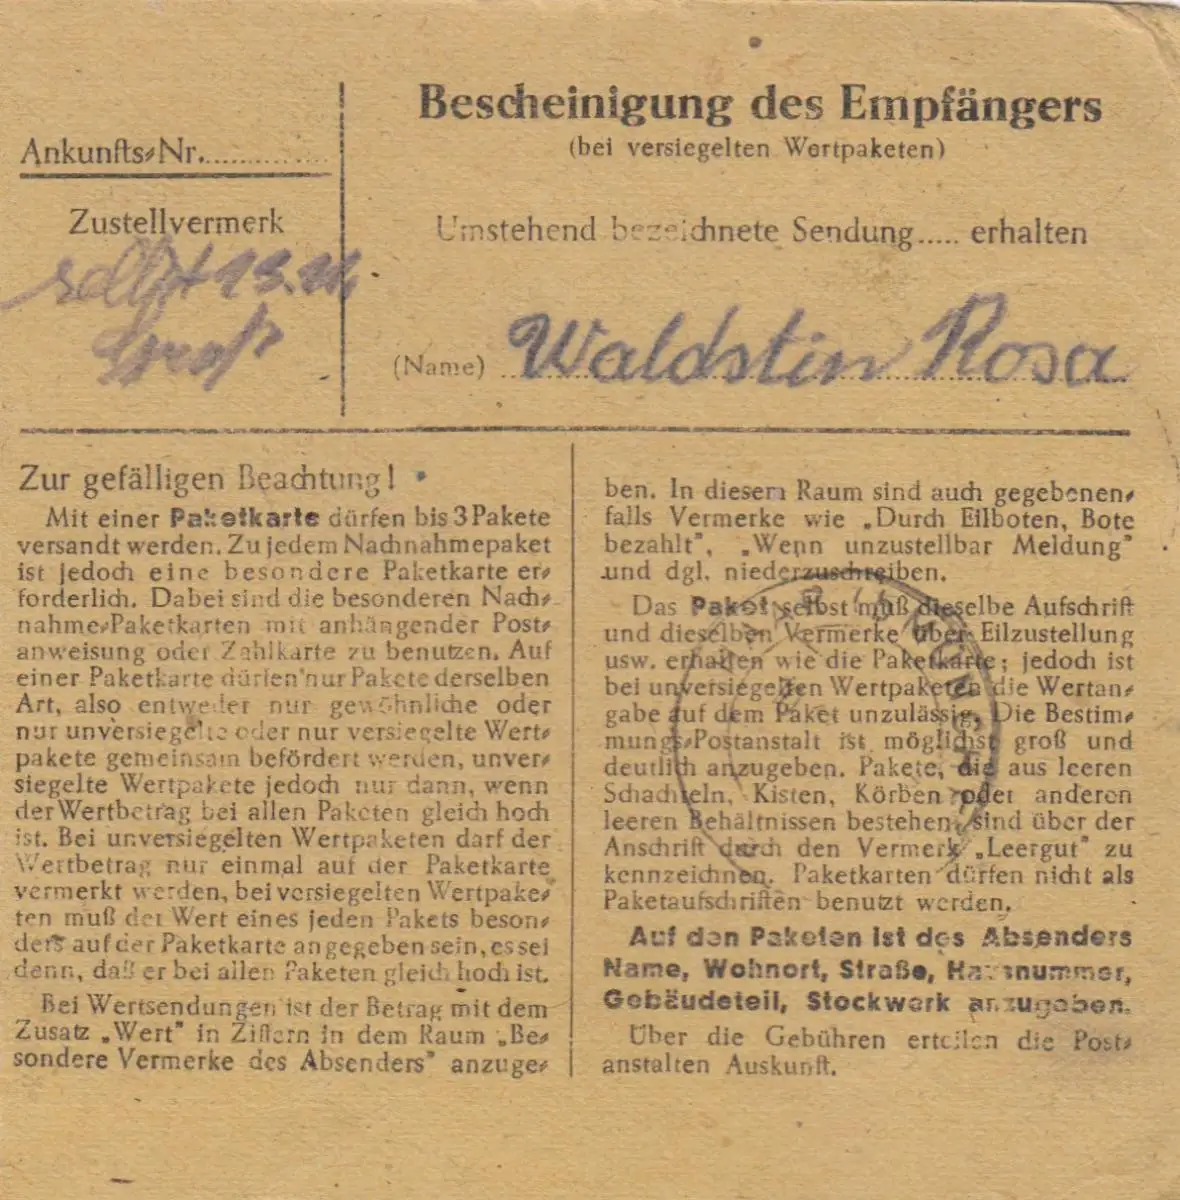 Bescheinigung des Empfängers
(bei versiegelten Wertpaketen)
Ankunfts-Nr.
Zustellvermerk
selbst 13.11.
Umstehend bezeichnete Sendung..... erhalten
(Name) Waldstin Rosa
Zur gefälligen Beachtung!
Mit einer Paketkarte dürfen bis 3 Pakete
versandt werden. Zu jedem Nachnahmepaket
ist jedoch eine besondere Paketkarte er-
forderlich. Dabei sind die besonderen Nach-
nahme-Paketkarten mit anhängender Post-
anweisung oder Zahlkarte zu benutzen. Auf
einer Paketkarte dürfen nur Pakete derselben
Art, also entweder nur gewöhnliche oder
nur unversiegelte oder nur versiegelte Wert-
pakete gemeinsam befördert werden, unver-
siegelte Wertpakete jedoch nur dann, wenn
der Wertbetrag bei allen Paketen gleich hoch
ist. Bei unversiegelten Wertpaketen darf der
Wertbetrag nur einmal auf der Paketkarte
vermerkt werden, bei versiegelten Wertpake-
ten muß der Wert eines jeden Pakets beson-
ders auf der Paketkarte angegeben sein, es sei
denn, daß er bei allen Paketen gleich hoch ist.
Bei Wertsendungen ist der Betrag mit dem
Zusatz „Wert" in Ziffern in dem Raum „Be-
sondere Vermerke des Absenders" anzuge-
ben. In diesem Raum sind auch gegebenen-
falls Vermerke wie „Durch Eilboten, Bote
bezahlt", „Wenn unzustellbar Meldung"
und dgl. niederzuschreiben.
Das Paket selbst muß dieselbe Aufschrift
und dieselben Vermerke über Eilzustellung
usw. erhalten wie die Paketkarte; jedoch ist
bei unversiegelten Wertpaketen die Wertan-
gabe auf dem Paket unzulässig. Die Bestim-
mungs-Postanstalt ist möglichst groß und
deutlich anzugeben. Pakete, die aus leeren
Schachteln, Kisten, Körben oder anderen
leeren Behältnissen bestehen, sind über der
Anschrift durch den Vermerk „Leergut" zu
kennzeichnen. Paketkarten dürfen nicht als
Paketaufschriften benutzt werden.
Auf den Paketen ist des Absenders
Name, Wohnort, Straße, Hausnummer,
Gebäudeteil, Stockwerk anzugeben.
Über die Gebühren erteilen die Post-
anstalten Auskunft.